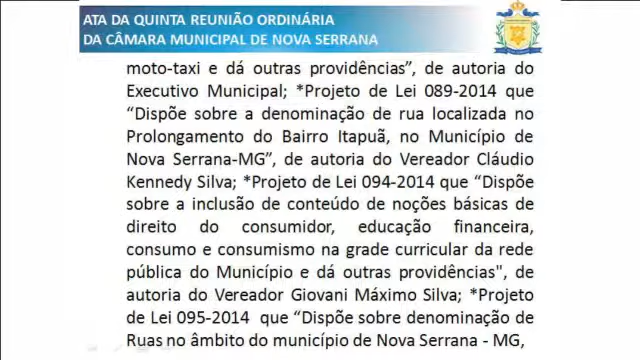 ATA DA QUINTA REUNIÃO ORDINÁRIA
DA CÂMARA MUNICIPAL DE NOVA SERRANA
moto-taxi e dá outras providências”, de autoria do
Executivo Municipal; *Projeto de Lei 089-2014 que
“Dispõe sobre a denominação de rua localizada no
Prolongamento do Bairro Itapuã, no Município de
Nova Serrana-MG”, de autoria do Vereador Cláudio
Kennedy Silva; *Projeto de Lei 094-2014 que “Dispõe
sobre a inclusão de conteúdo de noções básicas de
direito do consumidor, educação financeira,
consumo e consumismo na grade curricular da rede
pública do Município e dá outras providências", de
autoria do Vereador Giovani Máximo Silva; *Projeto
de Lei 095-2014 que “Dispõe sobre denominação de
Ruas no âmbito do município de Nova Serrana - MG,